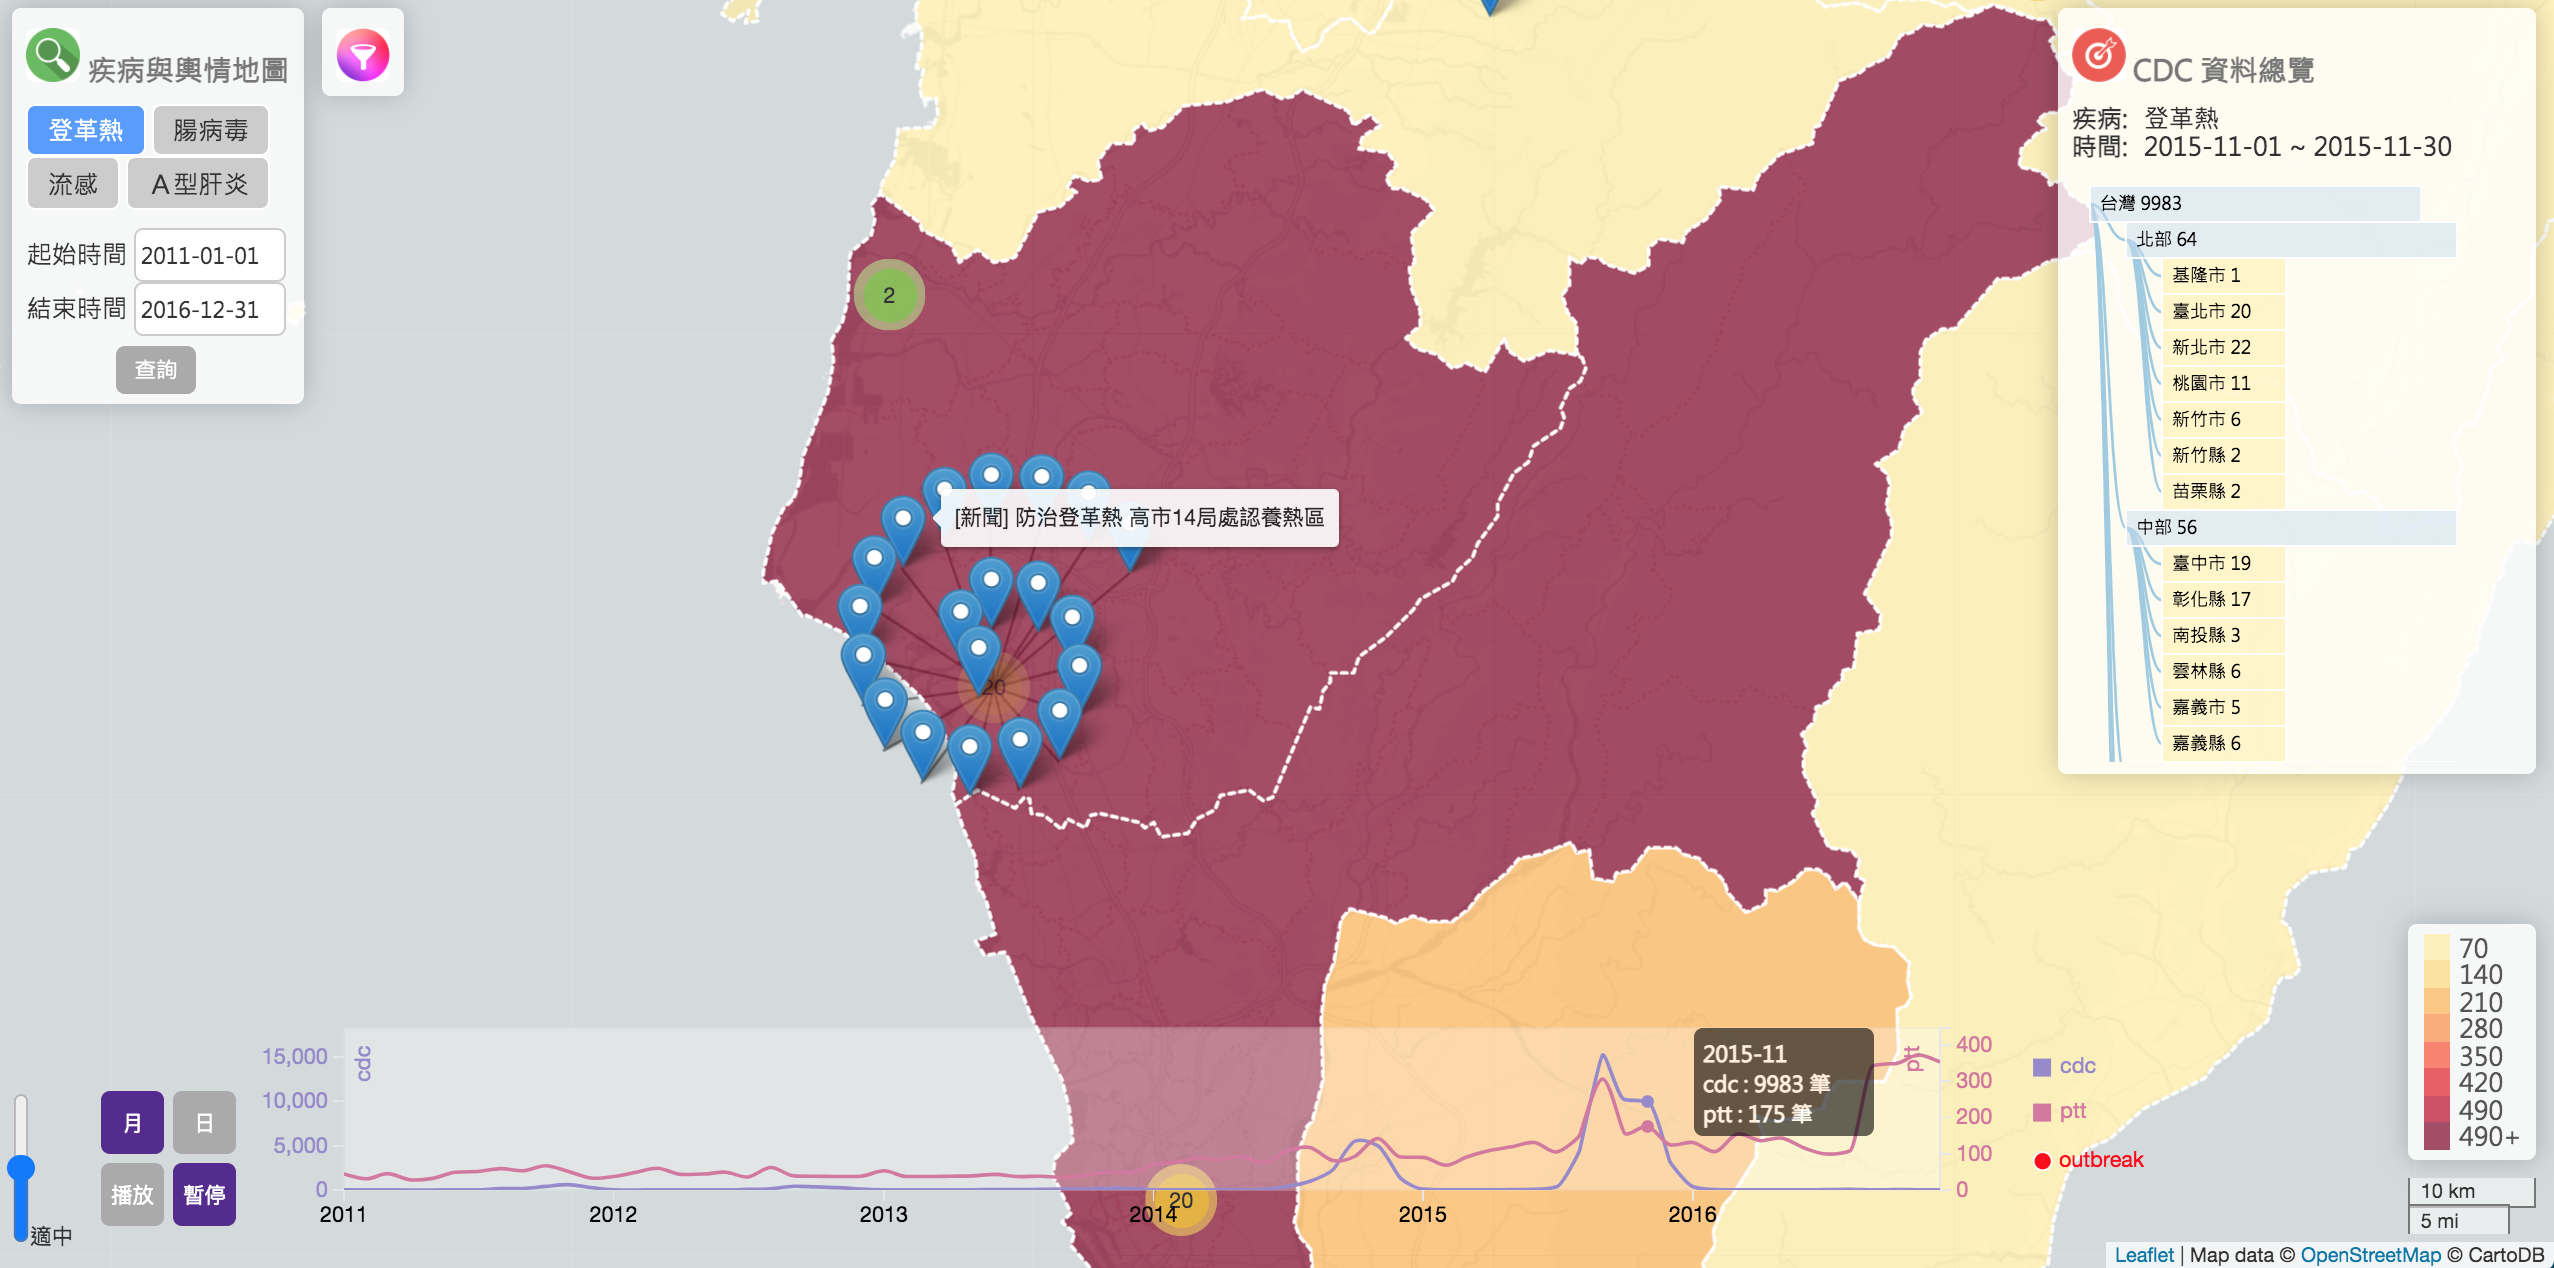 疾病與輿情地圖
登革熱
腸病毒
流感
A型肝炎
起始時間 2011-01-01
結束時間 2016-12-31
查詢
CDC 資料總覽
疾病: 登革熱
時間: 2015-11-01 ~ 2015-11-30
台灣 9983
北部 64
基隆市 1
臺北市 20
新北市 22
桃園市 11
新竹市 6
新竹縣 2
苗栗縣 2
中部 56
臺中市 19
彰化縣 17
南投縣 3
雲林縣 6
嘉義市 5
嘉義縣 6
2
[新聞] 防治登革熱 高市14局處認養熱區
20
70
140
210
280
350
420
490
490+
月
日
播放
暫停
適中
cdc
15,000
10,000
5,000
0
2011
2012
2013
2014
2015
2016
20
2015-11
cdc : 9983 筆
ptt : 175 筆
ptt
400
300
200
100
0
cdc
ptt
outbreak
10 km
5 mi
Leaflet | Map data © OpenStreetMap © CartoDB